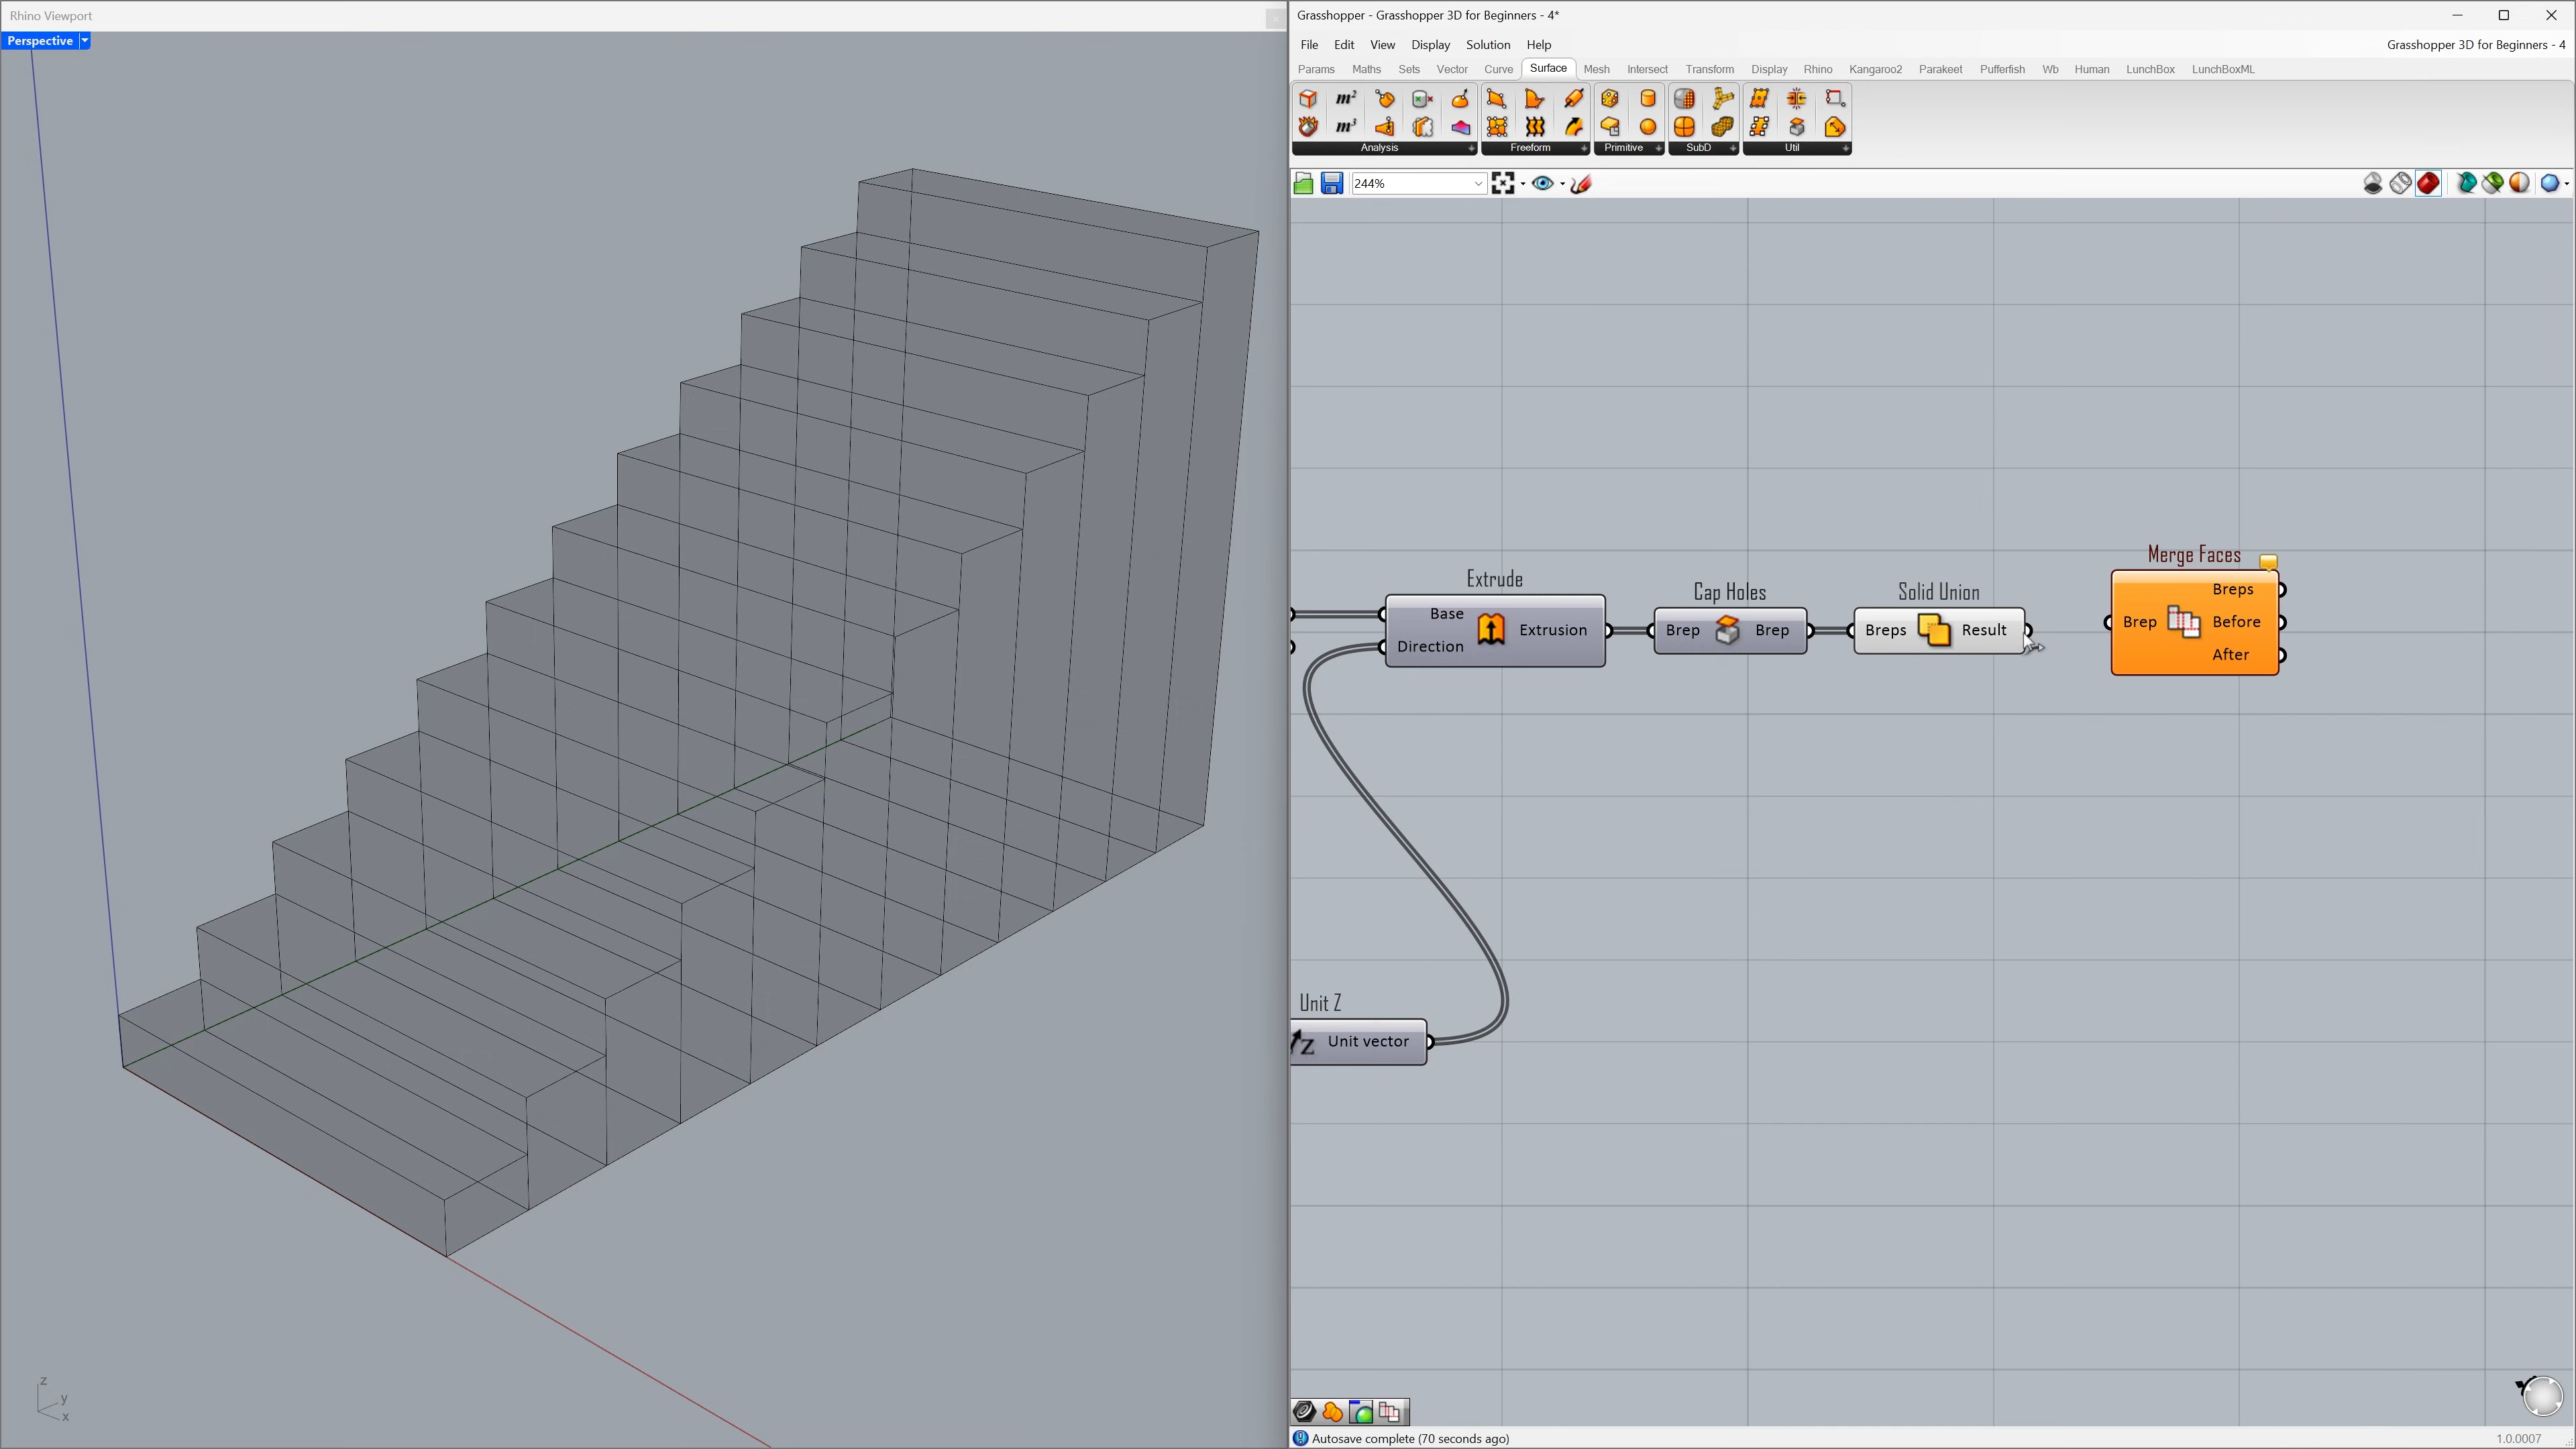 Rhino Viewport
Perspective
z
y
x
Grasshopper - Grasshopper 3D for Beginners - 4*
File Edit View Display Solution Help
Grasshopper 3D for Beginners - 4
Params Maths Sets Vector Curve Surface Mesh Intersect Transform Display Rhino Kangaroo2 Parakeet Pufferfish Wb Human LunchBox LunchBoxML
m²
m³
Analysis Freeform Primitive SubD Util
244%
Merge Faces
Breps
Brep Before
After
Extrude
Base
Extrusion
Direction
Cap Holes
Brep Brep
Solid Union
Breps Result
Unit Z
Z Unit vector
Autosave complete (70 seconds ago)
1.0.0007